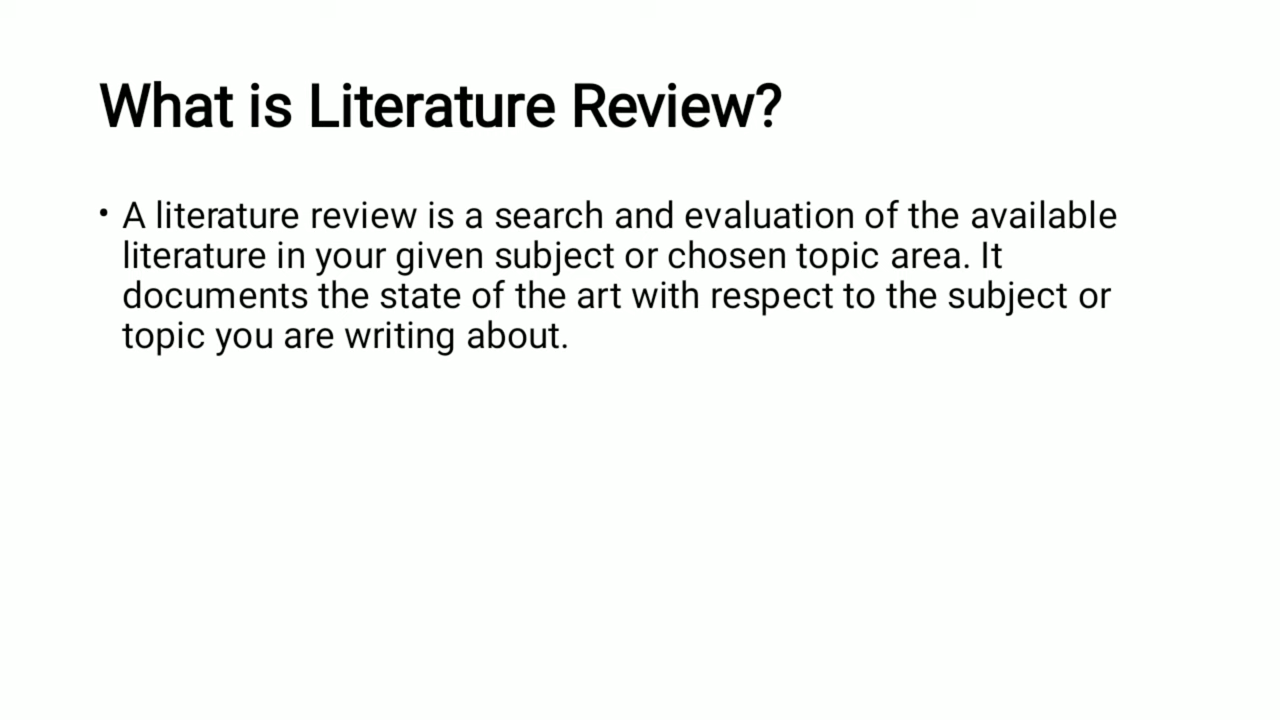 What is Literature Review?
• A literature review is a search and evaluation of the available
literature in your given subject or chosen topic area. It
documents the state of the art with respect to the subject or
topic you are writing about.